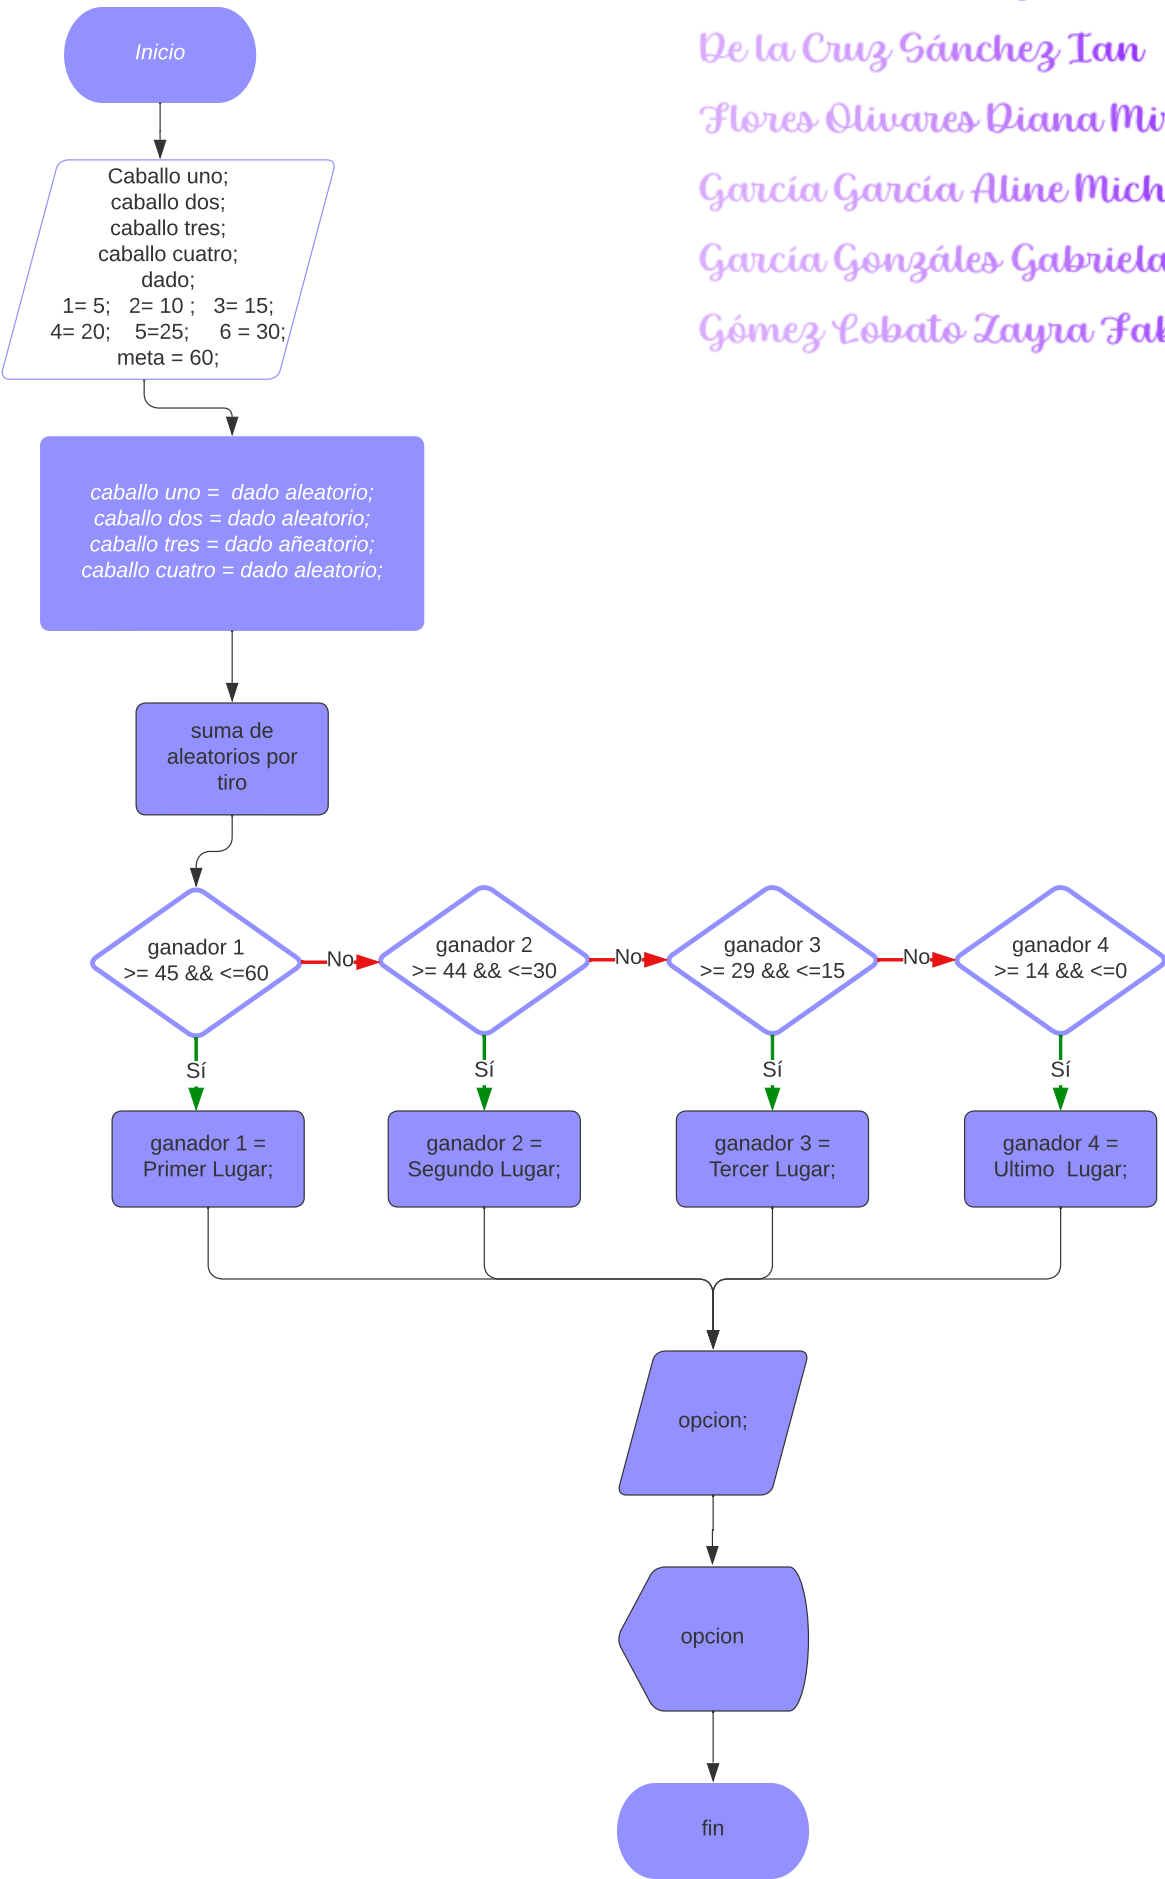 Inicio
De la Cruz Sánchez Ian
Flores Olivares Diana
García García Aline
García Gonzáles Gabriela
Gómez Lobato Zayra
Caballo uno;
caballo dos;
caballo tres;
caballo cuatro;
dado;
1= 5; 2= 10 ; 3= 15;
4= 20; 5=25; 6 = 30;
meta = 60;
caballo uno = dado aleatorio;
caballo dos = dado aleatorio;
caballo tres = dado añeatorio;
caballo cuatro = dado aleatorio;
suma de
aleatorios por
tiro
ganador 1
>= 45 && <=60
No
ganador 2
>= 44 && <=30
No
ganador 3
>= 29 && <=15
No
ganador 4
>= 14 && <=0
Sí
Sí
Sí
Sí
ganador 1 =
Primer Lugar;
ganador 2 =
Segundo Lugar;
ganador 3 =
Tercer Lugar;
ganador 4 =
Ultimo Lugar;
opcion;
opcion
fin